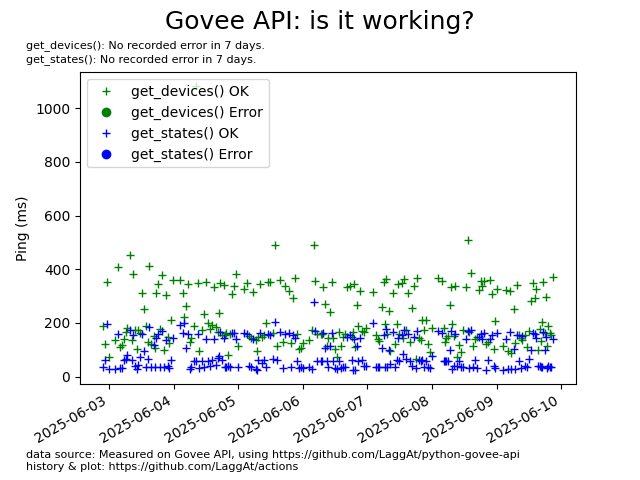 Govee API: is it working?
get_devices(): No recorded error in 7 days.
get_states(): No recorded error in 7 days.
get_devices() OK
get_devices() Error
get_states() OK
get_states() Error
Ping (ms)
1000
800
600
400
200
0
2025-06-03
2025-06-04
2025-06-05
2025-06-06
2025-06-07
2025-06-08
2025-06-09
2025-06-10
data source: Measured on Govee API, using https://github.com/LaggAt/python-govee-api
history & plot: https://github.com/LaggAt/actions